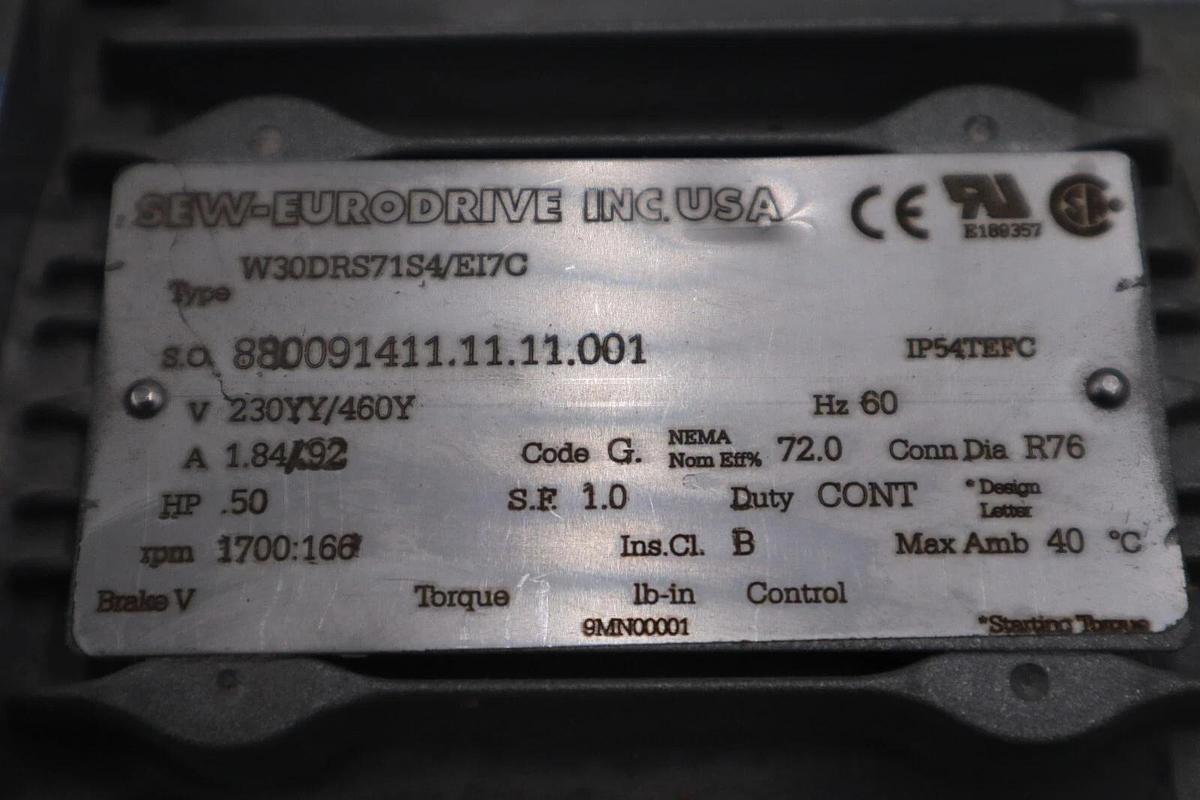 SEW-EURODRIVE INC. USA CE RU SA
E189357
Type W30DRS71S4/EI7C
S.O. 880091411.11.11.001 IP54TEFC
V 230YY/460Y Hz 60
A 1.84/.92 Code G. NEMA Nom Eff% 72.0 Conn Dia R76
HP .50 S.F. 1.0 Duty CONT *Design Letter
rpm 1700:166 Ins.Cl. B Max Amb 40 °C
Brake V Torque lb-in Control
9MN00001 *Starting Torque